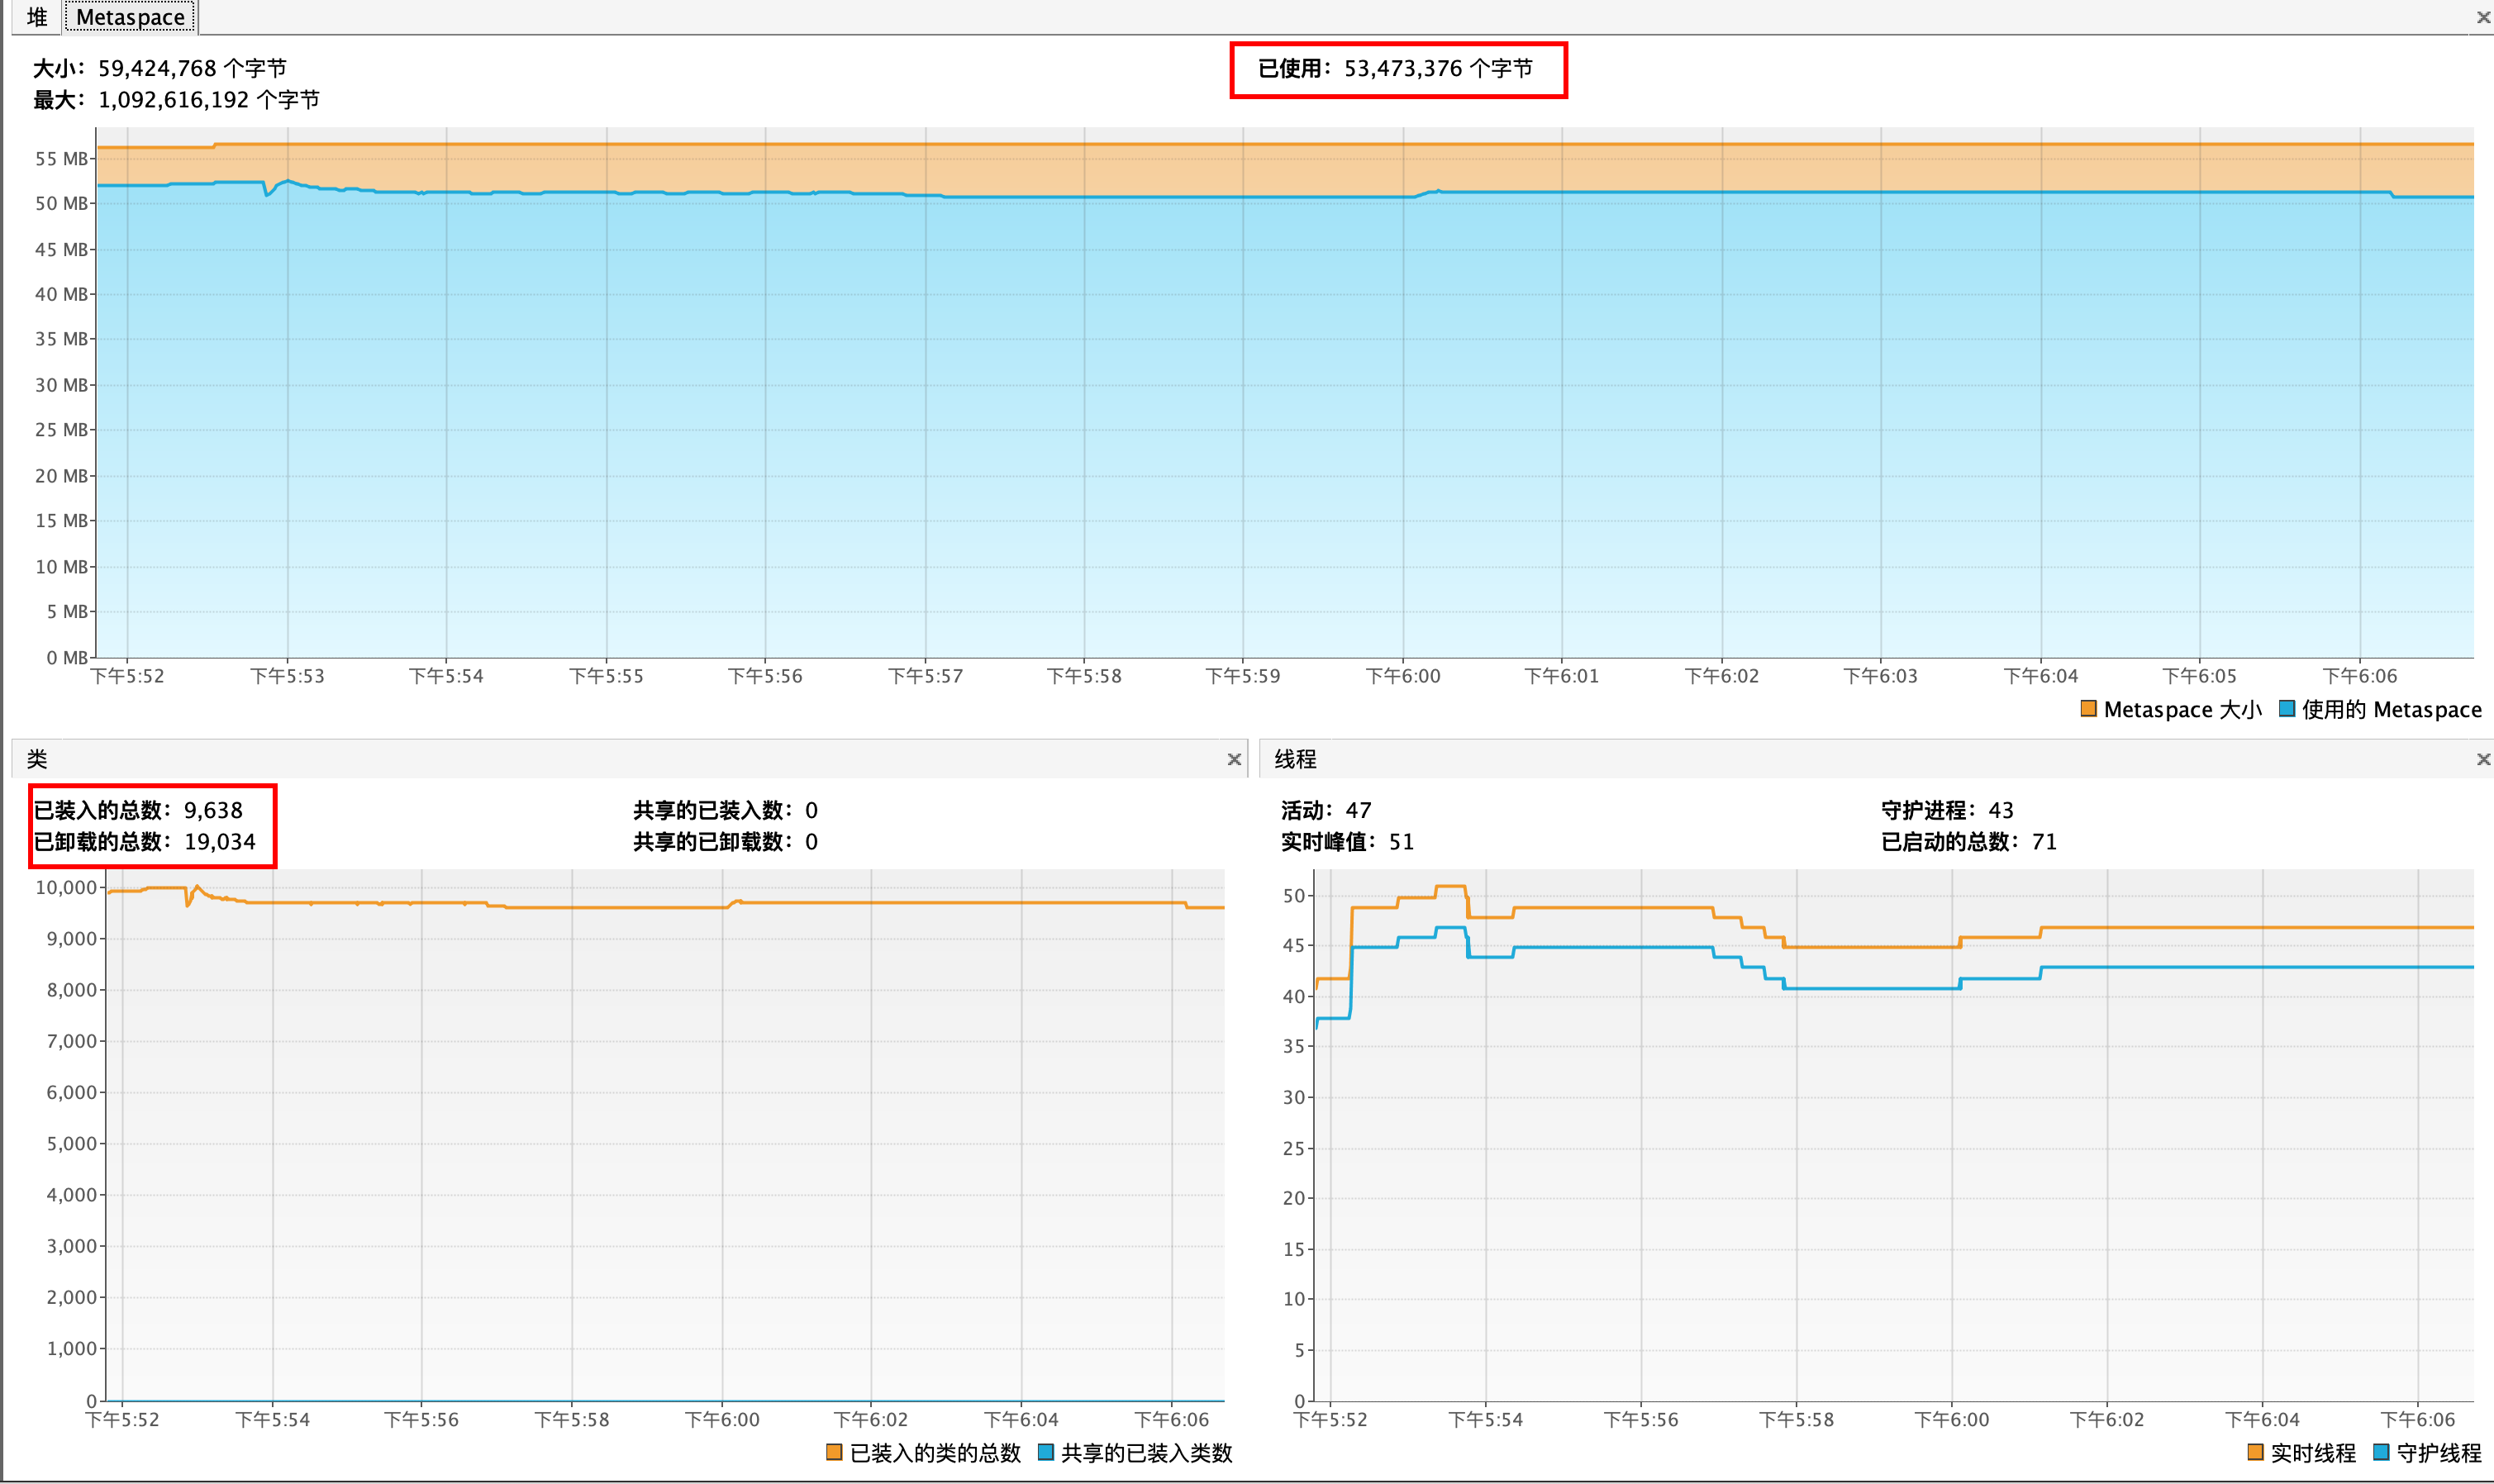 堆 Metaspace
大小： 59,424,768 个字节 已使用： 53,473,376 个字节
最大： 1,092,616,192 个字节
55 MB
50 MB
45 MB
40 MB
35 MB
30 MB
25 MB
20 MB
15 MB
10 MB
5 MB
0 MB
下午5:52 下午5:53 下午5:54 下午5:55 下午5:56 下午5:57 下午5:58 下午5:59 下午6:00 下午6:01 下午6:02 下午6:03 下午6:04 下午6:05 下午6:06
Metaspace 大小 使用的 Metaspace
类
已装入的总数： 9,638 共享的已装入数： 0
已卸载的总数： 19,034 共享的已卸载数： 0
10,000
9,000
8,000
7,000
6,000
5,000
4,000
3,000
2,000
1,000
0
下午5:52 下午5:54 下午5:56 下午5:58 下午6:00 下午6:02 下午6:04 下午6:06
已装入的类的总数 共享的已装入类数
线程
活动： 47 守护进程： 43
实时峰值： 51 已启动的总数： 71
50
45
40
35
30
25
20
15
10
5
0
下午5:52 下午5:54 下午5:56 下午5:58 下午6:00 下午6:02 下午6:04 下午6:06
实时线程 守护线程